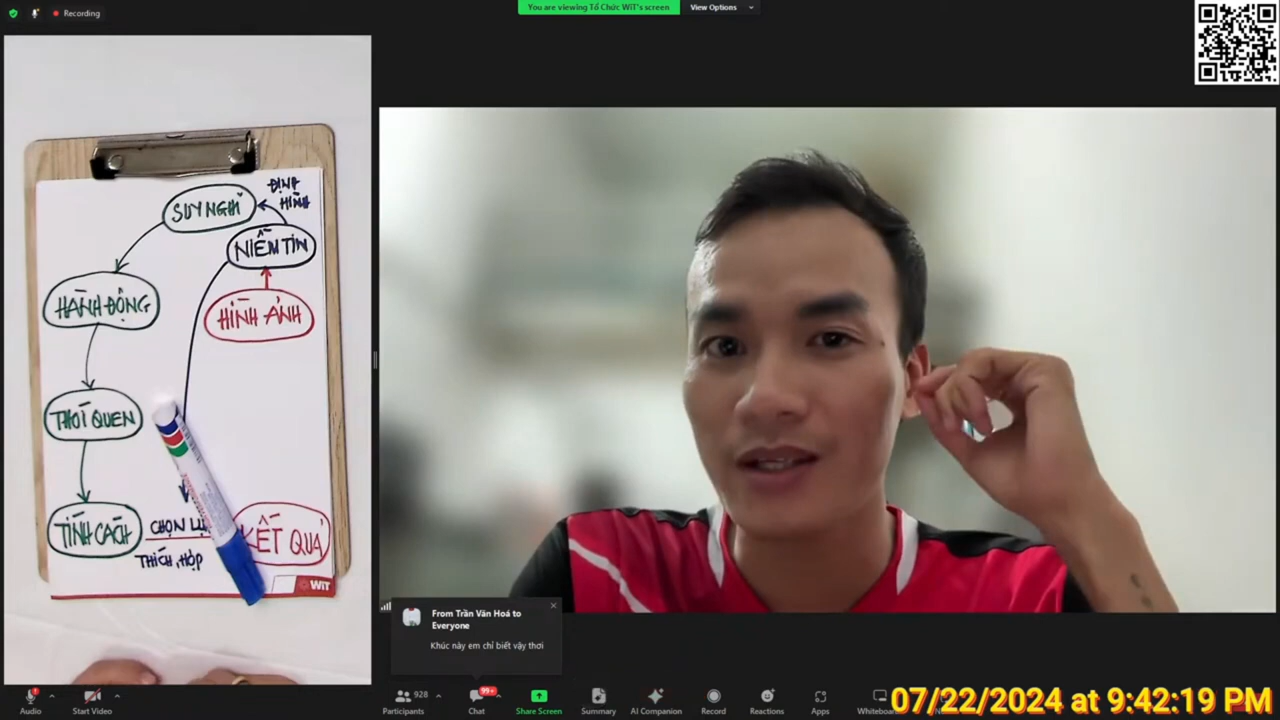 Recording
You are viewing Tổ Chức WiT's screen
View Options
ĐỊNH
HÌNH
SUY NGHĨ
NIỀM TIN
HÀNH ĐỘNG
HÌNH ẢNH
THÓI QUEN
TÍNH CÁCH
CHỌN
KẾT QUẢ
THÍCH, HỢP
WiT
From Trần Văn Hoá to
Everyone
Khúc này em chỉ biết vậy thơi
Audio
Start Video
928
Participants
99+
Chat
Share Screen
Summary
AI Companion
Record
Reactions
Apps
07/22/2024 at 9:42:19 PM